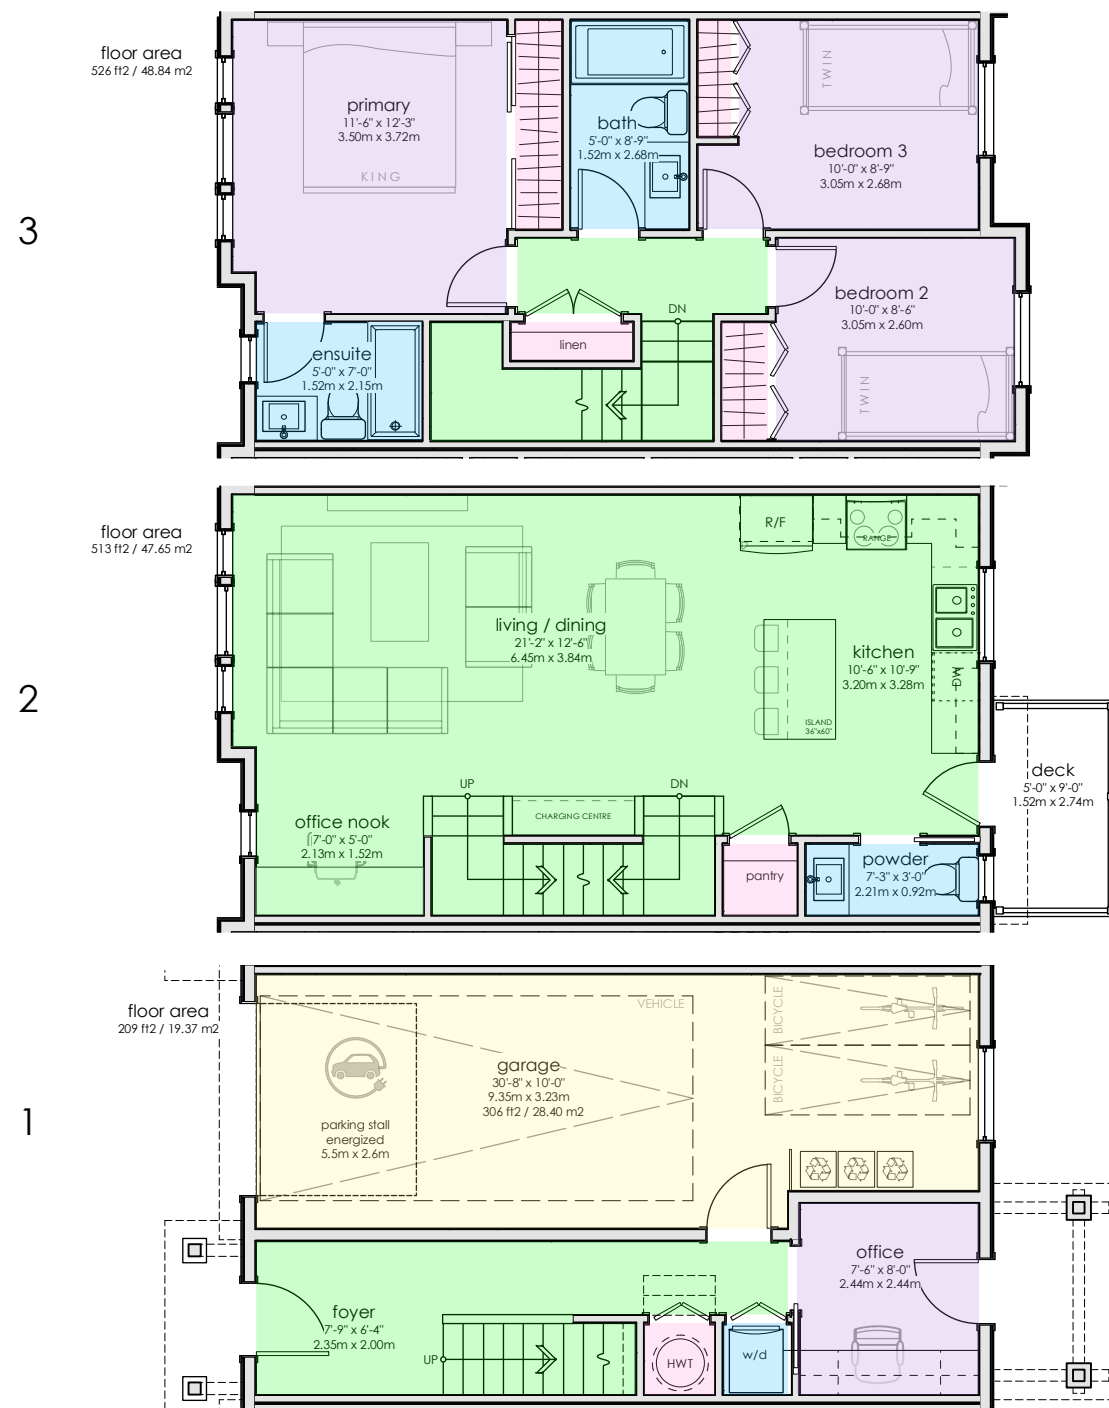 3
floor area
526 ft2 / 48.84 m2
primary
11'-6" x 12'-3"
3.50m x 3.72m
KING
bath
5'-0" x 8'-9"
1.52m x 2.68m
TWIN
bedroom 3
10'-0" x 8'-9"
3.05m x 2.68m
bedroom 2
10'-0" x 8'-6"
3.05m x 2.60m
TWIN
DN
linen
ensuite
5'-0" x 7'-0"
1.52m x 2.15m
2
floor area
513 ft2 / 47.65 m2
R/F
RANGE
living / dining
21'-2" x 12'-6"
6.45m x 3.84m
kitchen
10'-6" x 10'-9"
3.20m x 3.28m
DW
ISLAND
36"x60"
deck
5'-0" x 9'-0"
1.52m x 2.74m
UP
DN
CHARGING CENTRE
office nook
7'-0" x 5'-0"
2.13m x 1.52m
pantry
powder
7'-3" x 3'-0"
2.21m x 0.92m
1
floor area
209 ft2 / 19.37 m2
VEHICLE
BICYCLE
BICYCLE
garage
30'-8" x 10'-0"
9.35m x 3.23m
306 ft2 / 28.40 m2
parking stall
energized
5.5m x 2.6m
office
7'-6" x 8'-0"
2.44m x 2.44m
foyer
7'-9" x 6'-4"
2.35m x 2.00m
UP
HWT
w/d